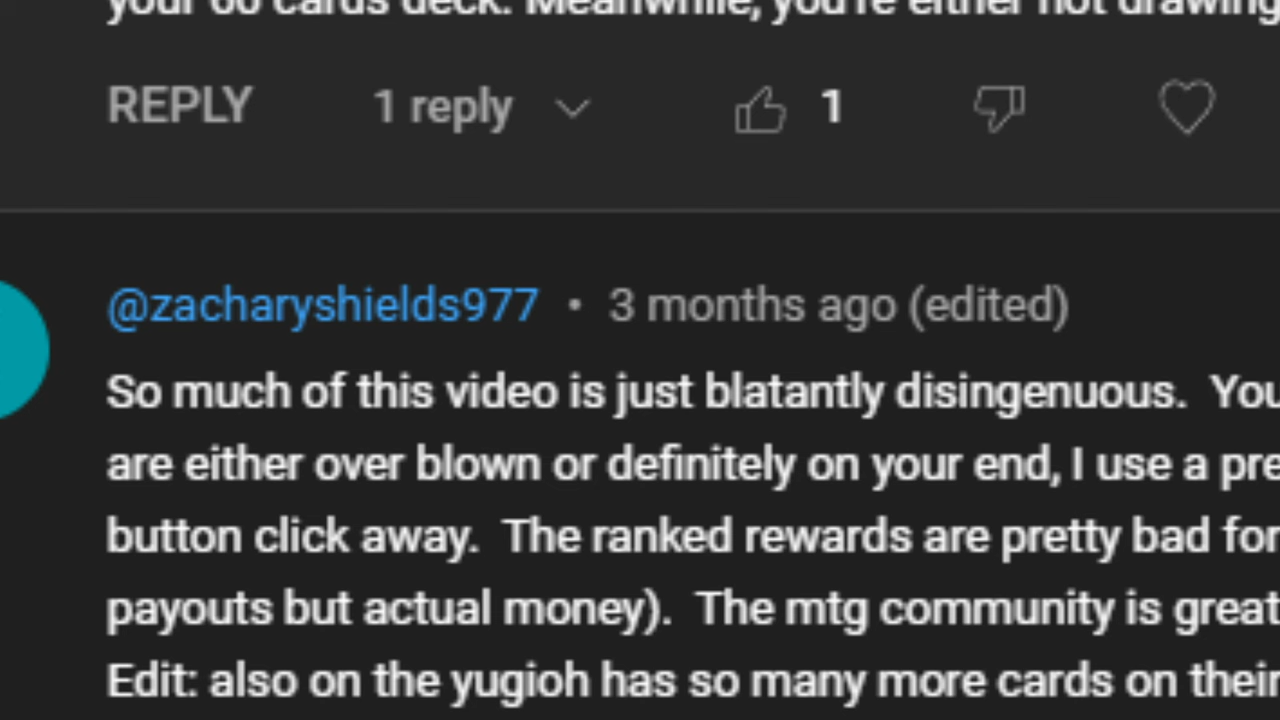 your 60 cards deck. Meanwhile, you're either not drawing
REPLY 1 reply 1
@zacharyshields977 • 3 months ago (edited)
So much of this video is just blatantly disingenuous. You
are either over blown or definitely on your end, I use a pre
button click away. The ranked rewards are pretty bad for
payouts but actual money). The mtg community is great
Edit: also on the yugioh has so many more cards on their